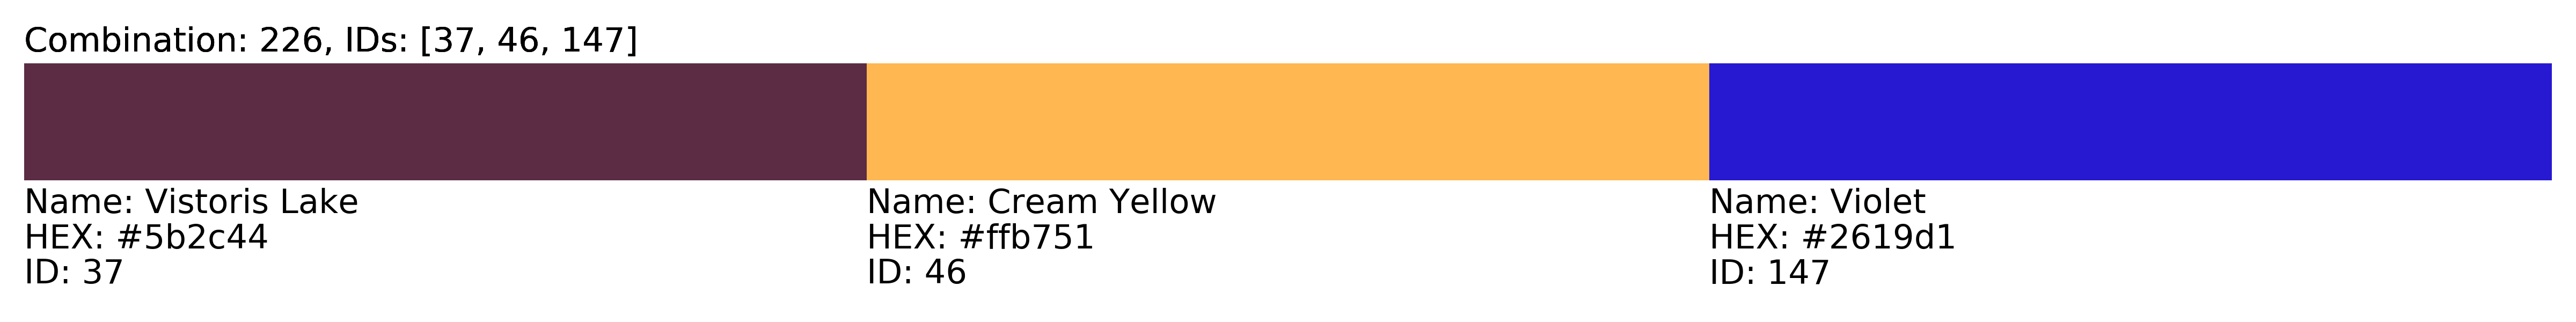 Combination: 226, IDs: [37, 46, 147]
Name: Vistoris Lake
HEX: #5b2c44
ID: 37
Name: Cream Yellow
HEX: #ffb751
ID: 46
Name: Violet
HEX: #2619d1
ID: 147